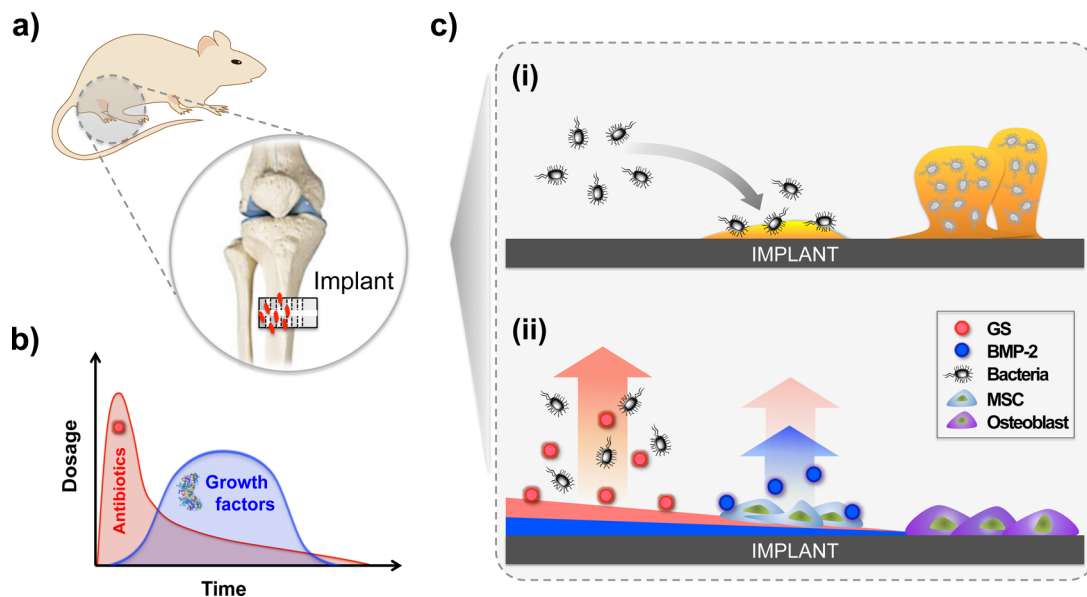 a)
Implant
b)
Dosage
Antibiotics
Growth
factors
Time
c)
(i)
IMPLANT
(ii)
GS
BMP-2
Bacteria
MSC
Osteoblast
IMPLANT